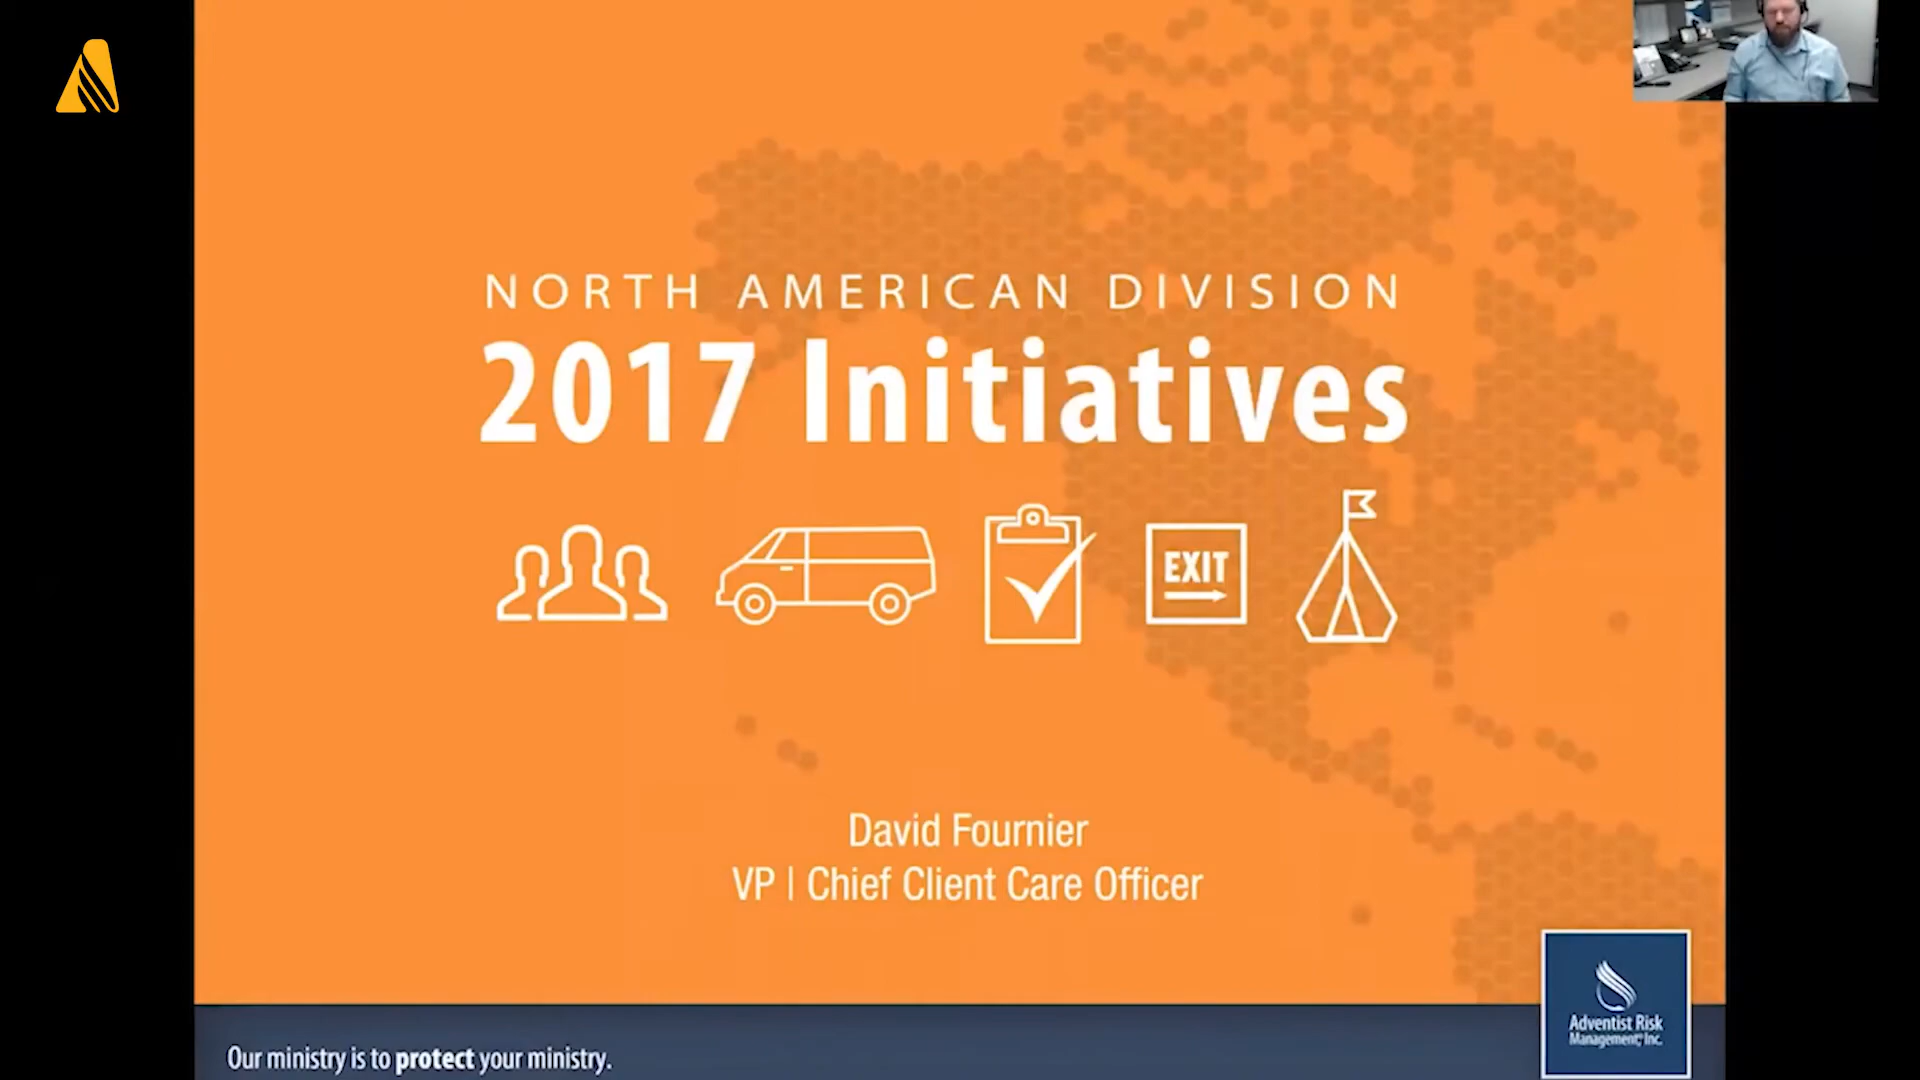 NORTH AMERICAN DIVISION
2017 Initiatives
EXIT
David Fournier
VP | Chief Client Care Officer
Adventist Risk
Management, Inc.
Our ministry is to protect your ministry.